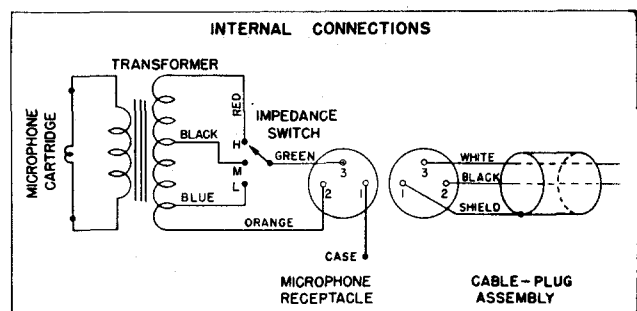 INTERNAL CONNECTIONS
TRANSFORMER
MICROPHONE
CARTRIDGE
RED
BLACK
BLUE
ORANGE
H
M
L
IMPEDANCE
SWITCH
GREEN
3
2
1
CASE
MICROPHONE
RECEPTACLE
3
1
2
WHITE
BLACK
SHIELD
CABLE-PLUG
ASSEMBLY